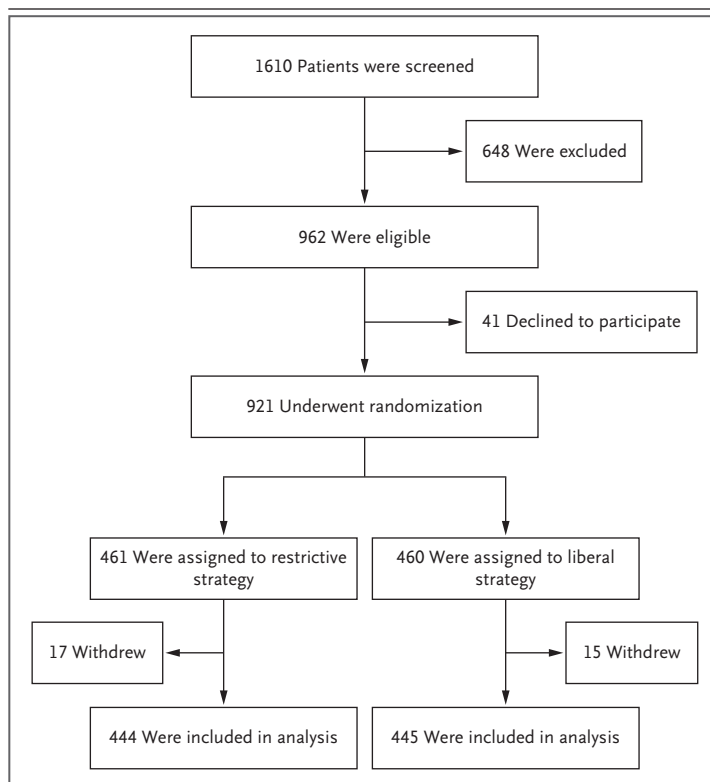 1610 Patients were screened
648 Were excluded
962 Were eligible
41 Declined to participate
921 Underwent randomization
461 Were assigned to restrictive
strategy
460 Were assigned to liberal
strategy
17 Withdrew
15 Withdrew
444 Were included in analysis
445 Were included in analysis